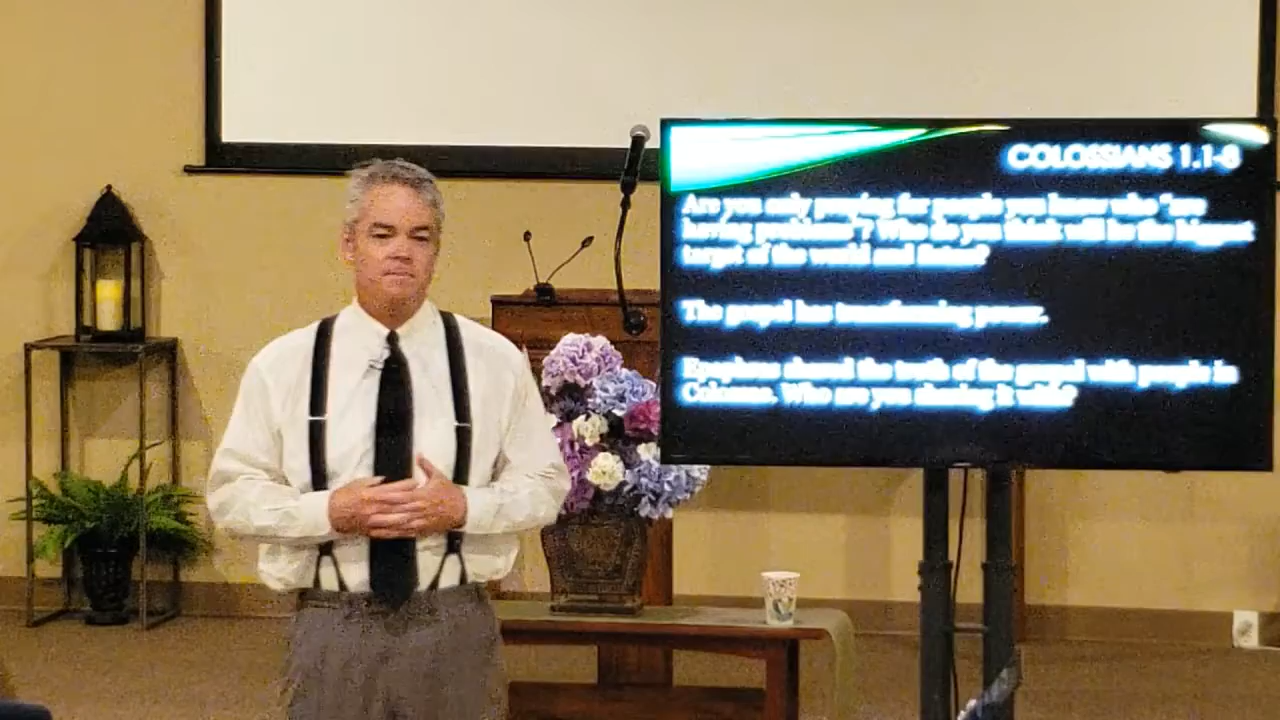 COLOSSIANS 1.1-8
Are you only praying for people you know who "are
having problems"? Who do you think will be the biggest
target of the world and
The gospel has transforming power.
Epaphras shared the truth of the gospel with people in
Colossae. Who are you sharing it with?